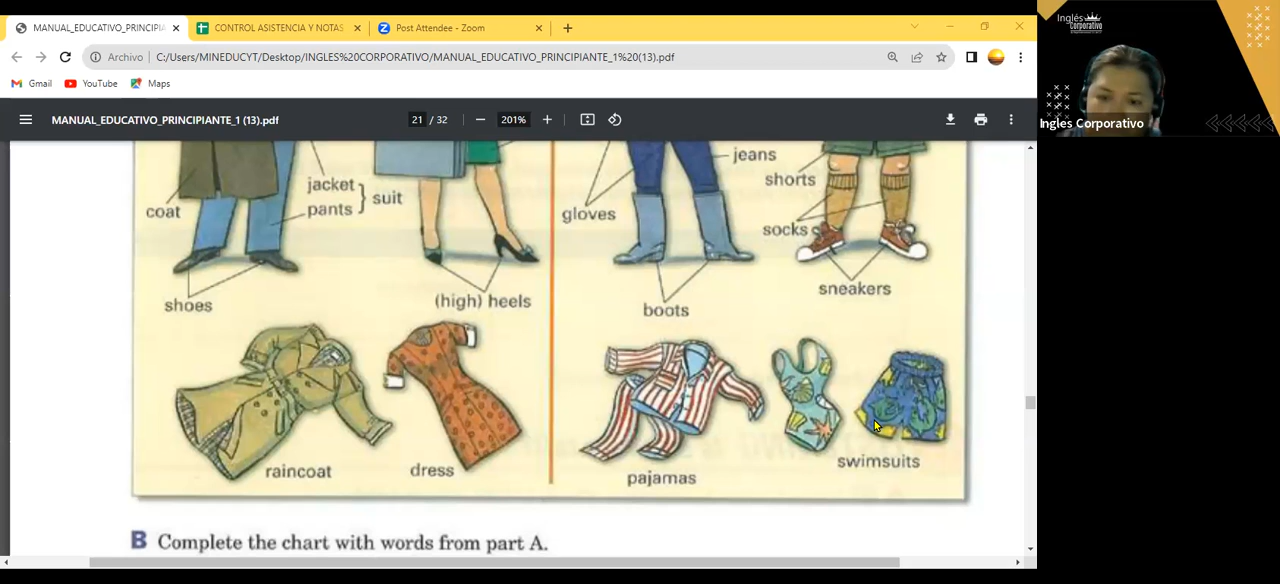 MANUAL_EDUCATIVO_PRINCIPIA
CONTROL ASISTENCIA Y NOTAS
Post Attendee - Zoom
Archivo
C:/Users/MINEDUCYT/Desktop/INGLES%20CORPORATIVO/MANUAL_EDUCATIVO_PRINCIPIANTE_1%20(13).pdf
Gmail
YouTube
Maps
MANUAL_EDUCATIVO_PRINCIPIANTE_1 (13).pdf
21 / 32
201%
Inglés
Corporativo
Ingles Corporativo
coat
jacket
pants
suit
shoes
(high) heels
gloves
jeans
boots
shorts
socks
sneakers
raincoat
dress
pajamas
swimsuits
B Complete the chart with words from part A.